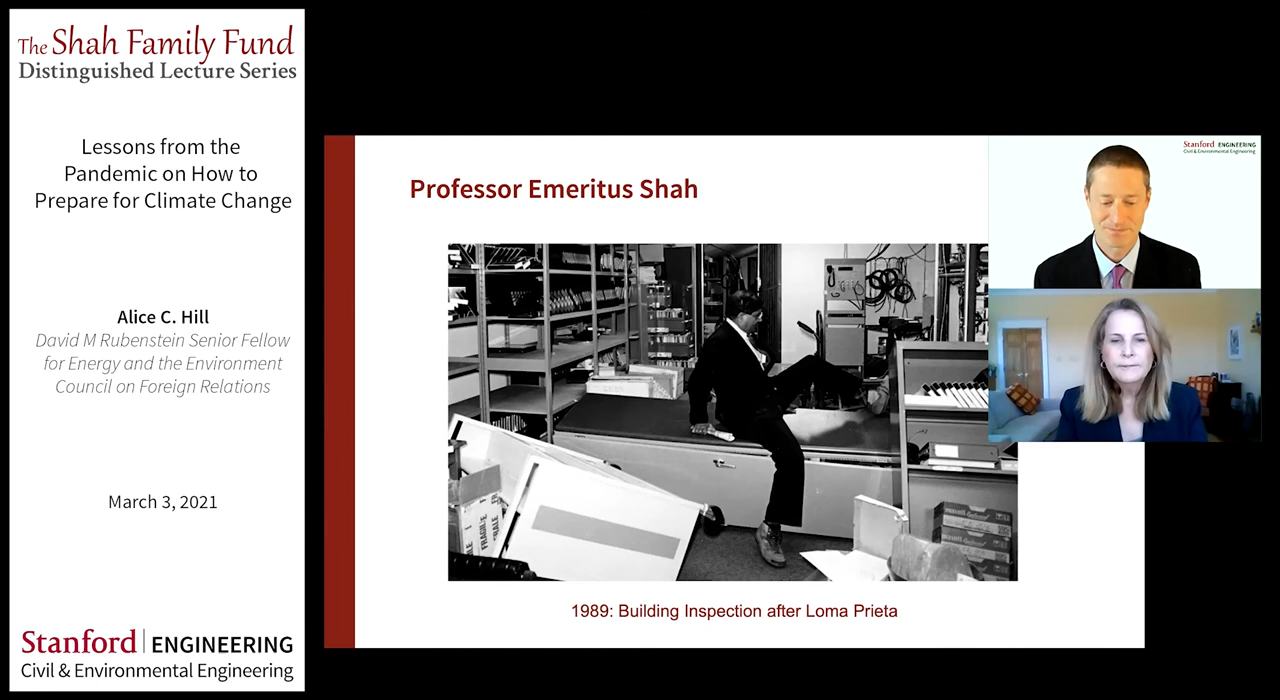 The Shah Family Fund
Distinguished Lecture Series
Lessons from the
Pandemic on How to
Prepare for Climate Change
Alice C. Hill
David M Rubenstein Senior Fellow
for Energy and the Environment
Council on Foreign Relations
March 3, 2021
Stanford | ENGINEERING
Civil & Environmental Engineering
Professor Emeritus Shah
FRAGILE
1989: Building Inspection after Loma Prieta
Stanford ENGINEERING
Civil & Environmental Engineering